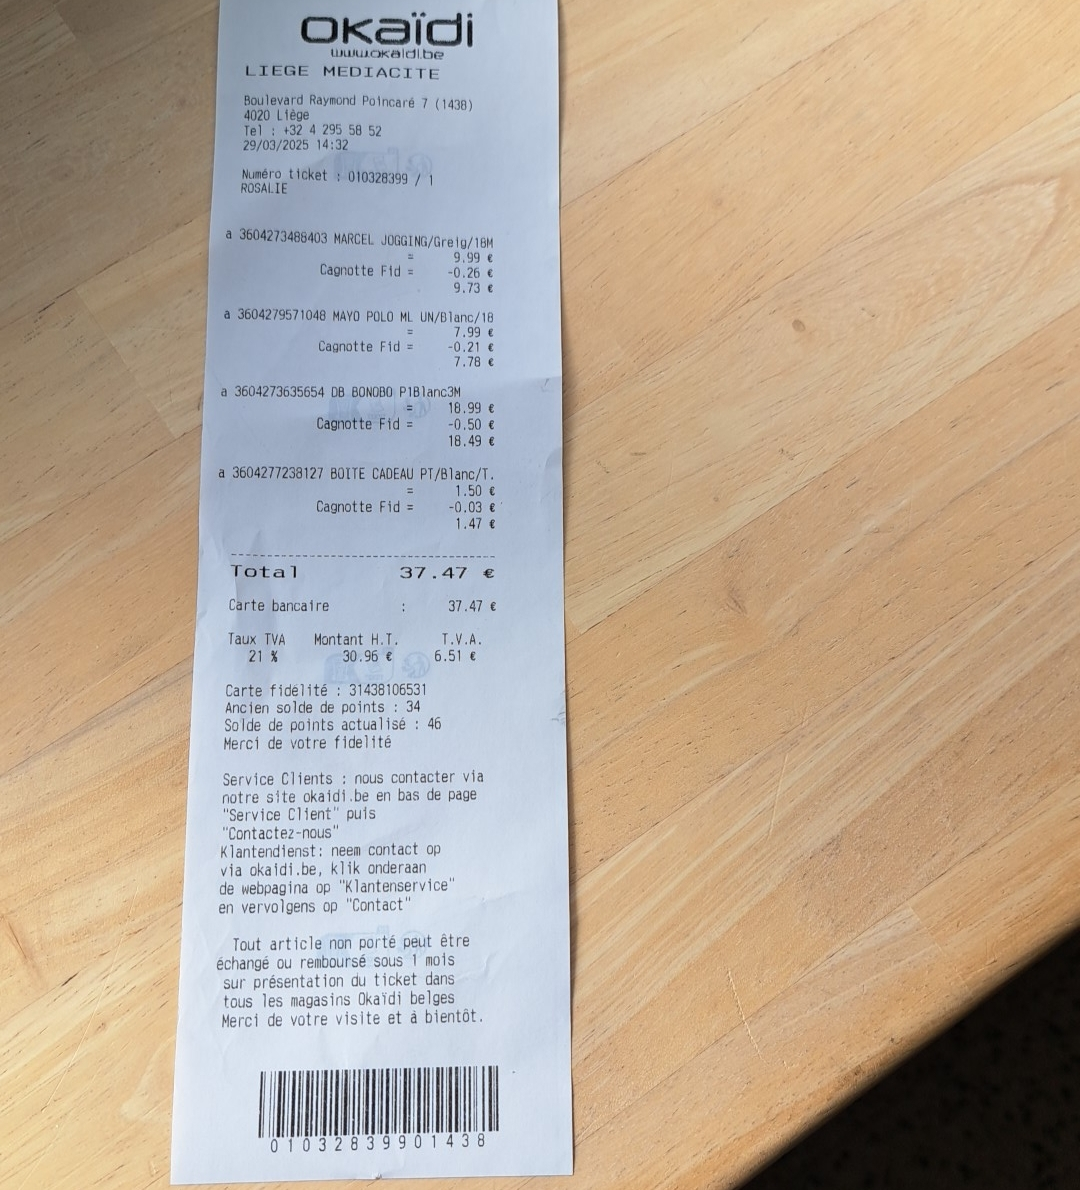 OKaïdi
www.okaidi.be
LIEGE MEDIACITE
Boulevard Raymond Poincaré 7 (1438)
4020 Liège
Tel : +32 4 295 58 52
29/03/2025 14:32
Numéro ticket : 010328399 / 1
ROSALIE
a 3604273488403 MARCEL JOGGING/Greig/18M
= 9.99 €
Cagnotte Fid = -0.26 €
9.73 €
a 3604279571048 MAYO POLO ML UN/Blanc/18
= 7.99 €
Cagnotte Fid = -0.21 €
7.78 €
a 3604273635654 DB BONOBO P1Blanc3M
= 18.99 €
Cagnotte Fid = -0.50 €
18.49 €
a 3604277238127 BOITE CADEAU PT/Blanc/T.
= 1.50 €
Cagnotte Fid = -0.03 €
1.47 €
Total 37.47 €
Carte bancaire : 37.47 €
Taux TVA Montant H.T. T.V.A.
21 % 30.96 € 6.51 €
Carte fidélité : 31438106531
Ancien solde de points : 34
Solde de points actualisé : 46
Merci de votre fidelité
Service Clients : nous contacter via
notre site okaidi.be en bas de page
"Service Client" puis
"Contactez-nous"
Klantendienst: neem contact op
via okaidi.be, klik onderaan
de webpagina op "Klantenservice"
en vervolgens op "Contact"
Tout article non porté peut être
échangé ou remboursé sous 1 mois
sur présentation du ticket dans
tous les magasins Okaïdi belges
Merci de votre visite et à bientôt.
01032839901438